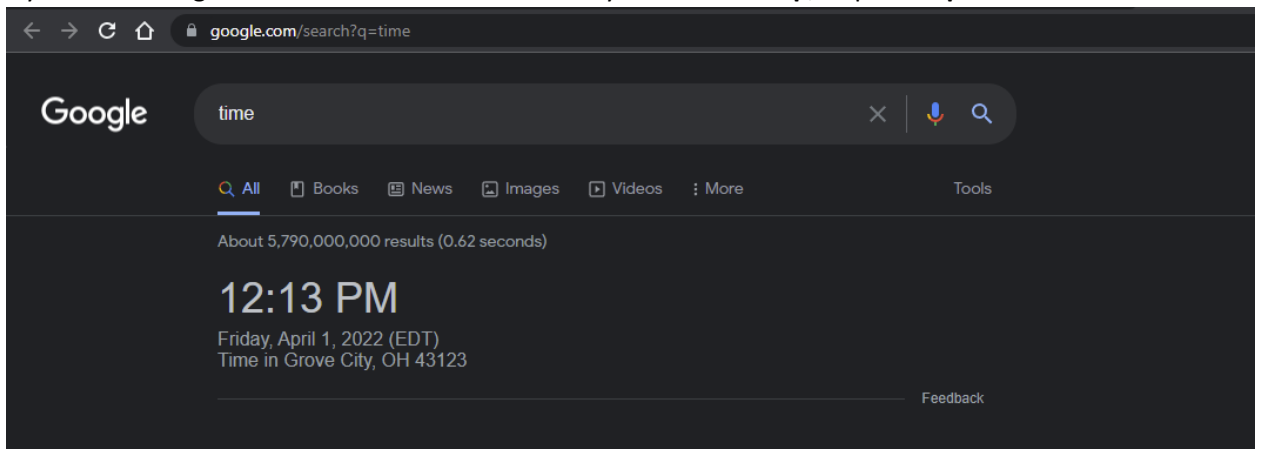 google.com/search?q=time
Google
time
All Books News Images Videos More Tools
About 5,790,000,000 results (0.62 seconds)
12:13 PM
Friday, April 1, 2022 (EDT)
Time in Grove City, OH 43123
Feedback